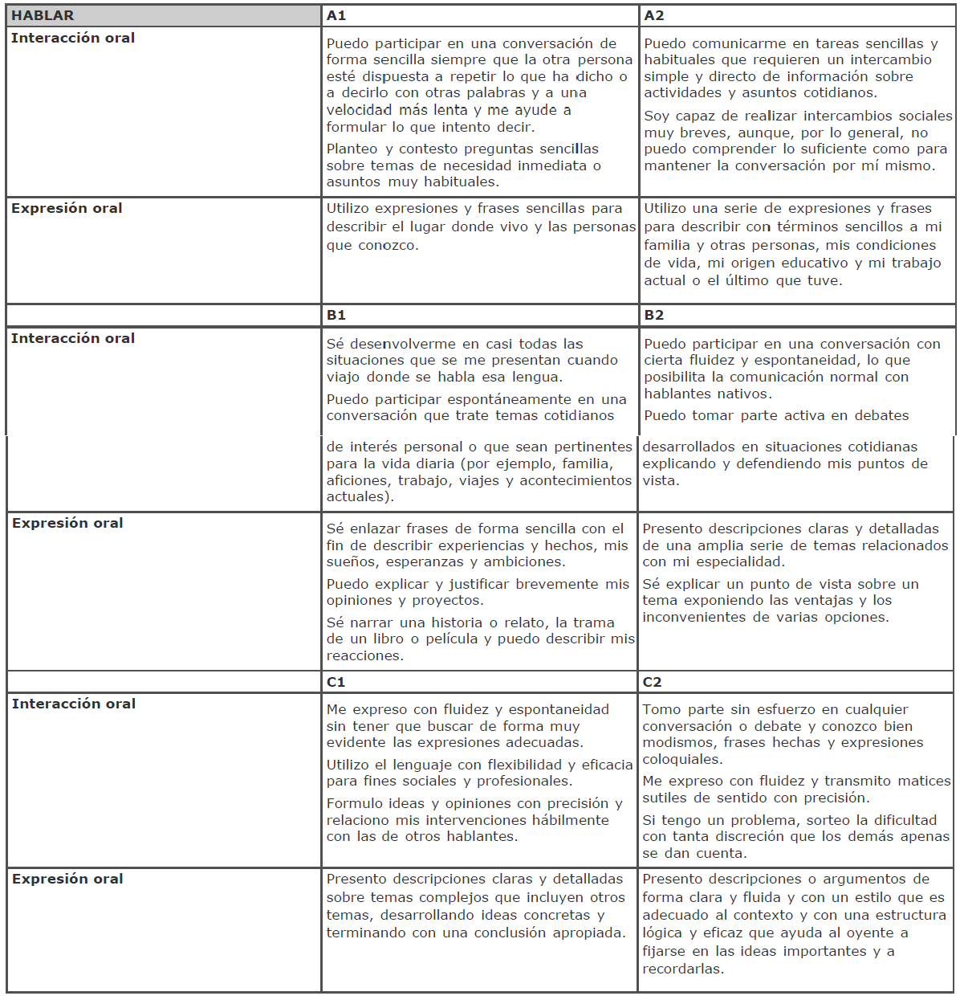 HABLAR
A1
A2
Interacción oral
Puedo participar en una conversación de
forma sencilla siempre que la otra persona
esté dispuesta a repetir lo que ha dicho o
a decirlo con otras palabras y a una
velocidad más lenta y me ayude a
formular lo que intento decir.
Planteo y contesto preguntas sencillas
sobre temas de necesidad inmediata o
asuntos muy habituales.
Puedo comunicarme en tareas sencillas y
habituales que requieren un intercambio
simple y directo de información sobre
actividades y asuntos cotidianos.
Soy capaz de realizar intercambios sociales
muy breves, aunque, por lo general, no
puedo comprender lo suficiente como para
mantener la conversación por mí mismo.
Expresión oral
Utilizo expresiones y frases sencillas para
describir el lugar donde vivo y las personas
que conozco.
Utilizo una serie de expresiones y frases
para describir con términos sencillos a mi
familia y otras personas, mis condiciones
de vida, mi origen educativo y mi trabajo
actual o el último que tuve.
B1
B2
Interacción oral
Sé desenvolverme en casi todas las
situaciones que se me presentan cuando
viajo donde se habla esa lengua.
Puedo participar espontáneamente en una
conversación que trate temas cotidianos
de interés personal o que sean pertinentes
para la vida diaria (por ejemplo, familia,
aficiones, trabajo, viajes y acontecimientos
actuales).
Puedo participar en una conversación con
cierta fluidez y espontaneidad, lo que
posibilita la comunicación normal con
hablantes nativos.
Puedo tomar parte activa en debates
desarrollados en situaciones cotidianas
explicando y defendiendo mis puntos de
vista.
Expresión oral
Sé enlazar frases de forma sencilla con el
fin de describir experiencias y hechos, mis
sueños, esperanzas y ambiciones.
Puedo explicar y justificar brevemente mis
opiniones y proyectos.
Sé narrar una historia o relato, la trama
de un libro o película y puedo describir mis
reacciones.
Presento descripciones claras y detalladas
de una amplia serie de temas relacionados
con mi especialidad.
Sé explicar un punto de vista sobre un
tema exponiendo las ventajas y los
inconvenientes de varias opciones.
C1
C2
Interacción oral
Me expreso con fluidez y espontaneidad
sin tener que buscar de forma muy
evidente las expresiones adecuadas.
Utilizo el lenguaje con flexibilidad y eficacia
para fines sociales y profesionales.
Formulo ideas y opiniones con precisión y
relaciono mis intervenciones hábilmente
con las de otros hablantes.
Tomo parte sin esfuerzo en cualquier
conversación o debate y conozco bien
modismos, frases hechas y expresiones
coloquiales.
Me expreso con fluidez y transmito matices
sutiles de sentido con precisión.
Si tengo un problema, sorteo la dificultad
con tanta discreción que los demás apenas
se dan cuenta.
Expresión oral
Presento descripciones claras y detalladas
sobre temas complejos que incluyen otros
temas, desarrollando ideas concretas y
terminando con una conclusión apropiada.
Presento descripciones o argumentos de
forma clara y fluida y con un estilo que es
adecuado al contexto y con una estructura
lógica y eficaz que ayuda al oyente a
fijarse en las ideas importantes y a
recordarlas.